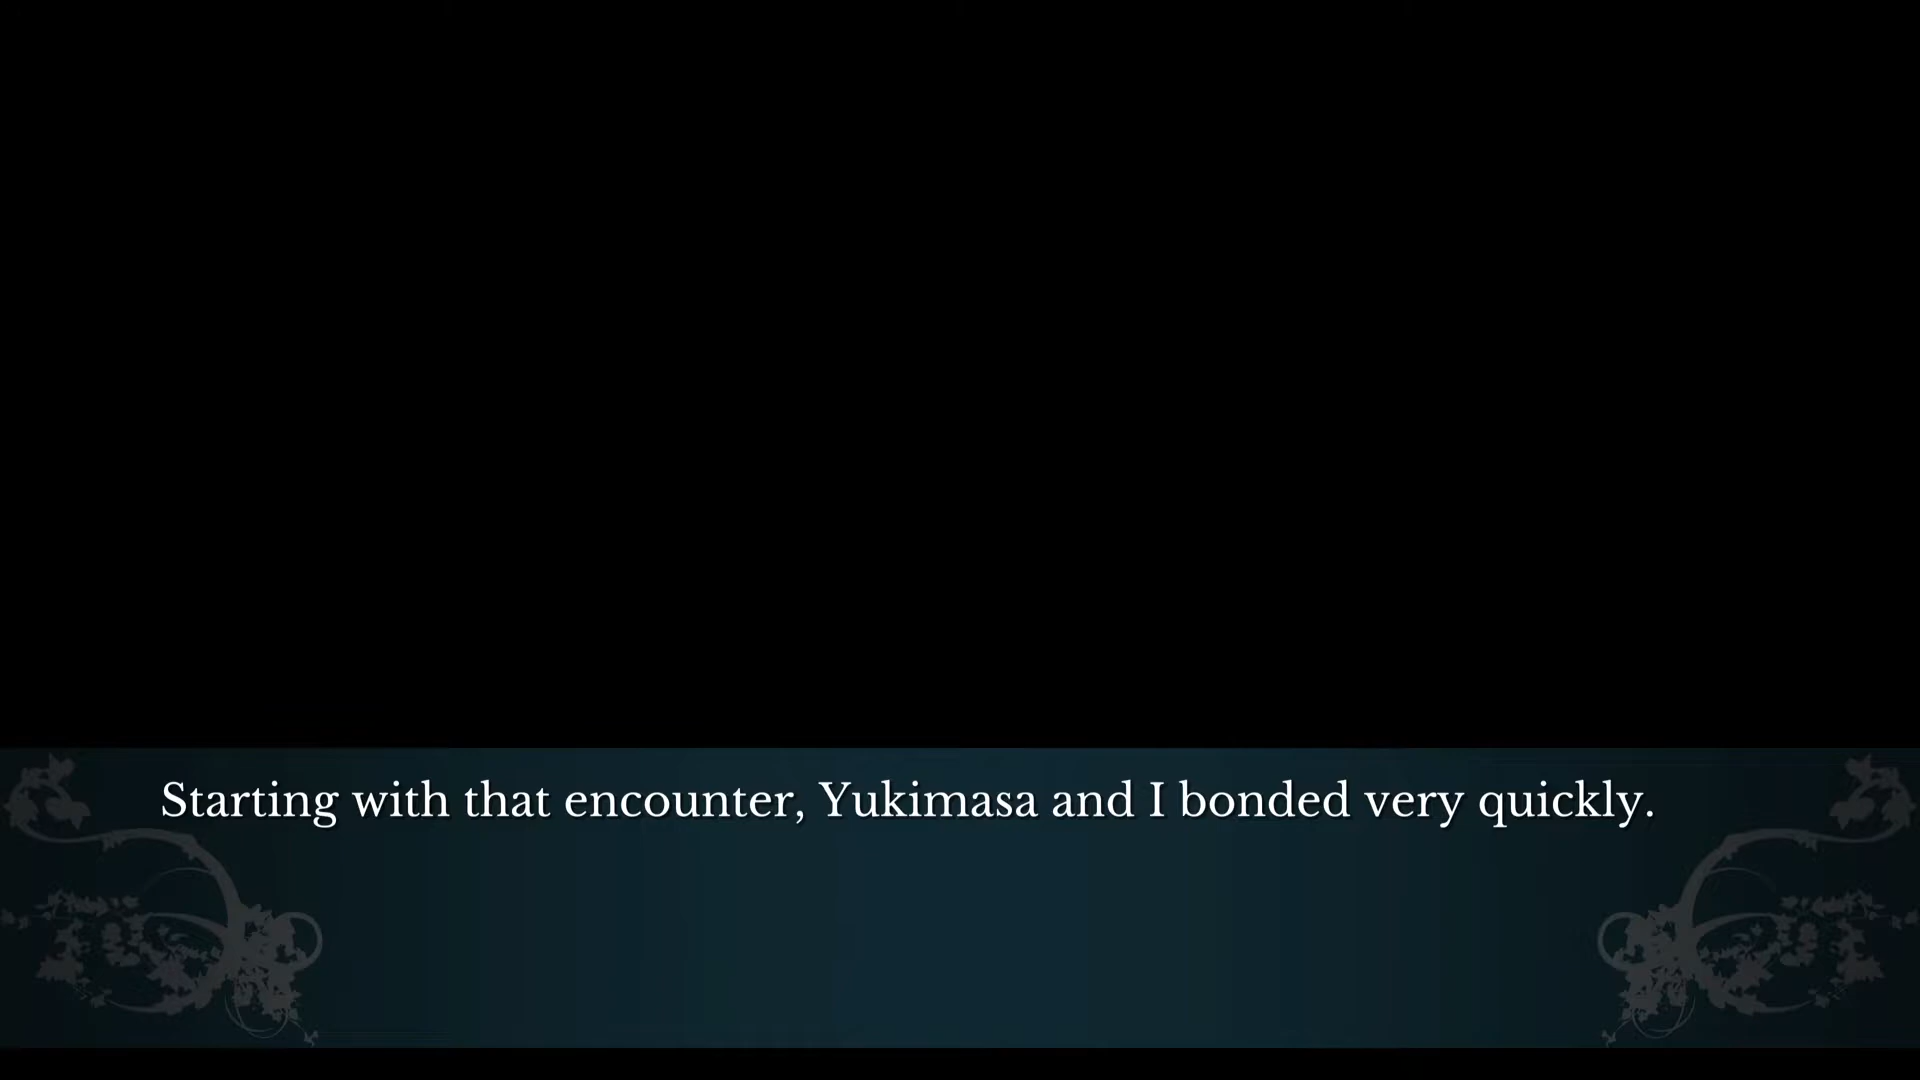 Starting with that encounter, Yukimasa and I bonded very quickly.